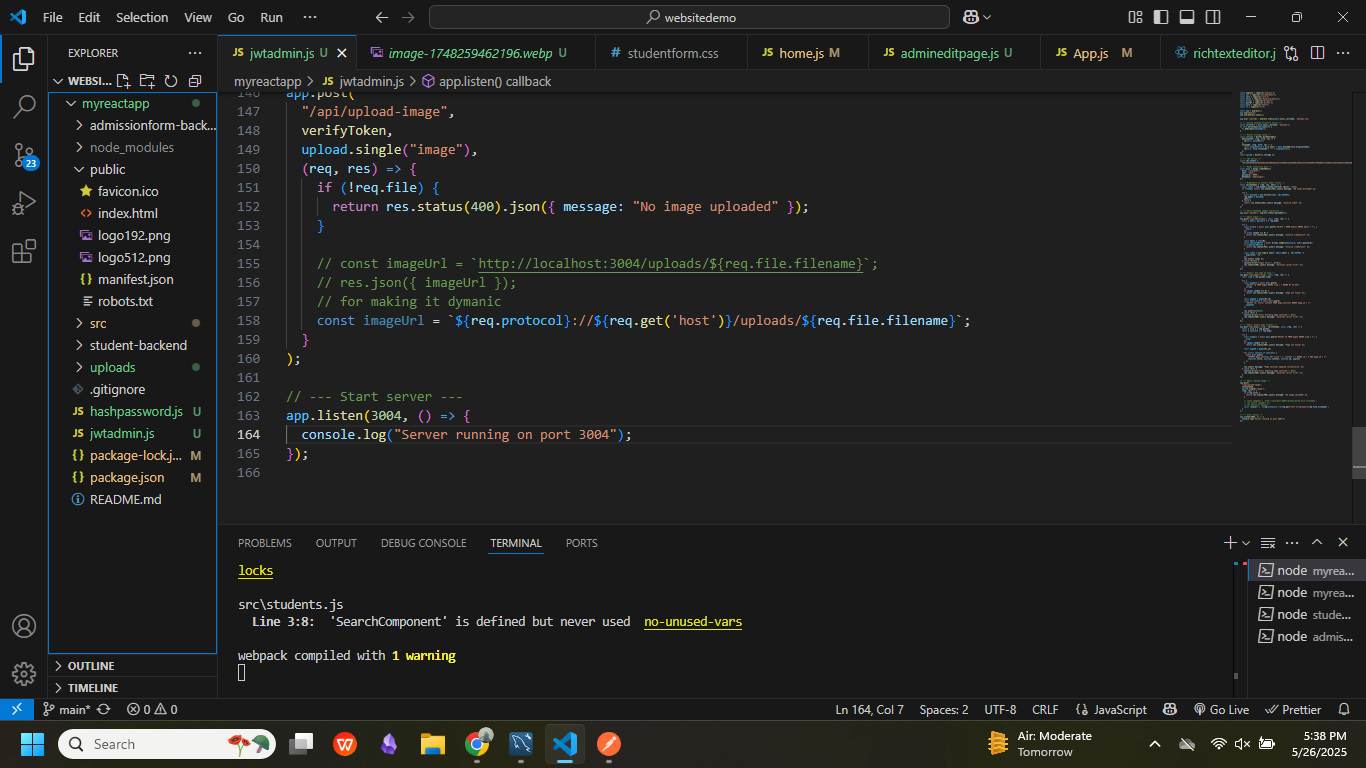 File Edit Selection View Go Run ··· websitedemo
EXPLORER ···
WEBSI...
myreactapp
admissionform-back...
node_modules
public
favicon.ico
index.html
logo192.png
logo512.png
manifest.json
robots.txt
src
student-backend
uploads
.gitignore
JS hashpassword.js U
JS jwtadmin.js U
{} package-lock.j... M
{} package.json M
README.md
OUTLINE
TIMELINE
23
JS jwtadmin.js U
image-1748259462196.webp U
# studentform.css
JS home.js M
JS admineditpage.js U
JS App.js M
richtexteditor.j
···
myreactapp > JS jwtadmin.js > app.listen() callback
146 app.post(
147 "/api/upload-image",
148 verifyToken,
149 upload.single("image"),
150 (req, res) => {
151 if (!req.file) {
152 return res.status(400).json({ message: "No image uploaded" });
153 }
154
155 // const imageUrl = `http://localhost:3004/uploads/${req.file.filename}`;
156 // res.json({ imageUrl });
157 // for making it dymanic
158 const imageUrl = `${req.protocol}://${req.get('host')}/uploads/${req.file.filename}`;
159 }
160 );
161
162 // --- Start server ---
163 app.listen(3004, () => {
164 console.log("Server running on port 3004");
165 });
166
PROBLEMS OUTPUT DEBUG CONSOLE TERMINAL PORTS
locks
src\students.js
Line 3:8: 'SearchComponent' is defined but never used no-unused-vars
webpack compiled with 1 warning
node myrea...
node myrea...
node stude...
node admis...
main* 0 0 Ln 164, Col 7 Spaces: 2 UTF-8 CRLF {} JavaScript Go Live Prettier
Search
Air: Moderate
Tomorrow
5:38 PM
5/26/2025